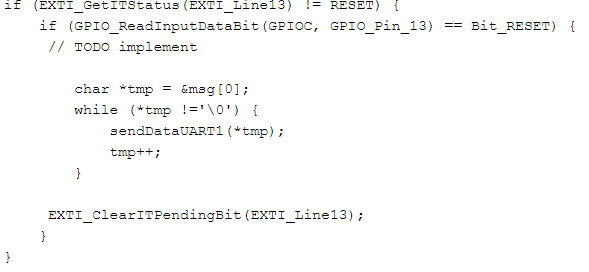 if (EXTI_GetITStatus(EXTI_Line13) != RESET) {
if (GPIO_ReadInputDataBit(GPIOC, GPIO_Pin_13) == Bit_RESET) {
// TODO implement
char *tmp = &msg[0];
while (*tmp !='\0') {
sendDataUART1(*tmp);
tmp++;
}
EXTI_ClearITPendingBit(EXTI_Line13);
}
}